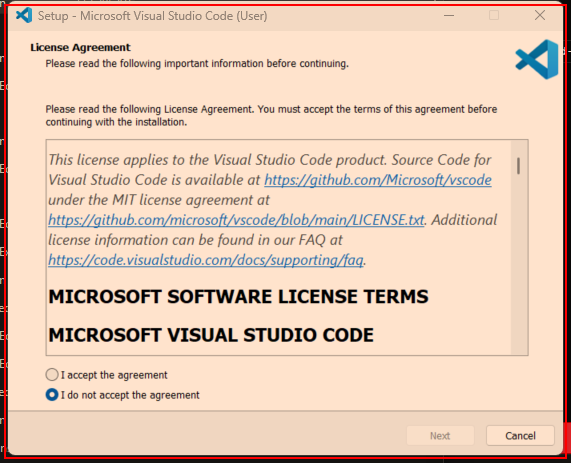 Setup - Microsoft Visual Studio Code (User)
License Agreement
Please read the following important information before continuing.
Please read the following License Agreement. You must accept the terms of this agreement before
continuing with the installation.
This license applies to the Visual Studio Code product. Source Code for
Visual Studio Code is available at https://github.com/Microsoft/vscode
under the MIT license agreement at
https://github.com/microsoft/vscode/blob/main/LICENSE.txt. Additional
license information can be found in our FAQ at
https://code.visualstudio.com/docs/supporting/faq.
MICROSOFT SOFTWARE LICENSE TERMS
MICROSOFT VISUAL STUDIO CODE
I accept the agreement
I do not accept the agreement
Next
Cancel